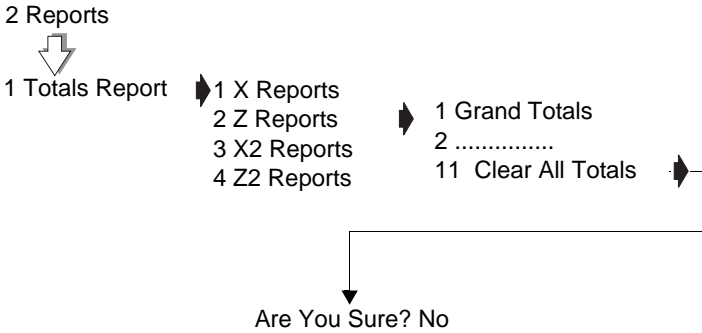 2 Reports
1 Totals Report
1 X Reports
2 Z Reports
3 X2 Reports
4 Z2 Reports
1 Grand Totals
2 ...............
11 Clear All Totals
Are You Sure? No